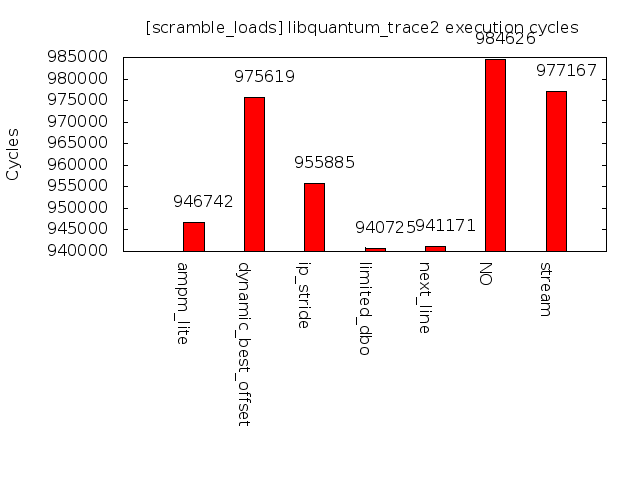 [scramble_loads] libquantum_trace2 execution cycles
Cycles
985000
980000
975000
970000
965000
960000
955000
950000
945000
940000
946742
975619
955885
940725
941171
984626
977167
ampm_lite
dynamic_best_offset
ip_stride
limited_dbo
next_line
NO
stream